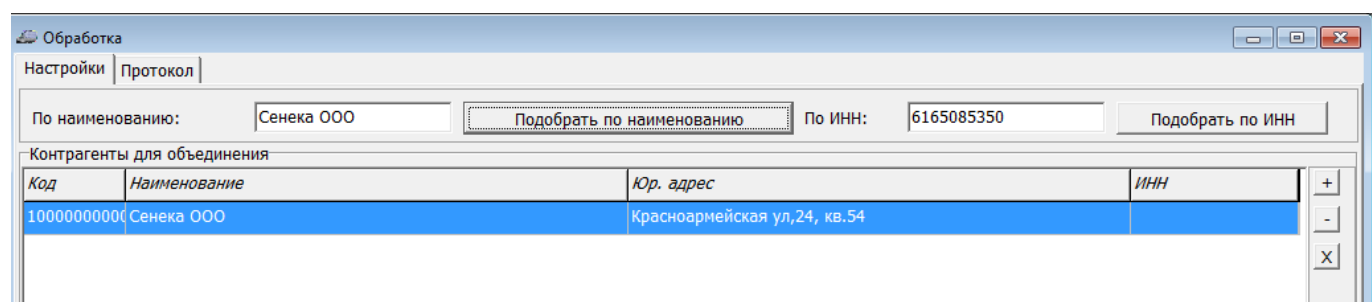 Обработка
Настройки Протокол
По наименованию: Сенека ООО Подобрать по наименованию По ИНН: 6165085350 Подобрать по ИНН
Контрагенты для объединения
Код Наименование Юр. адрес ИНН +
10000000000 Сенека ООО Красноармейская ул,24, кв.54 -
X